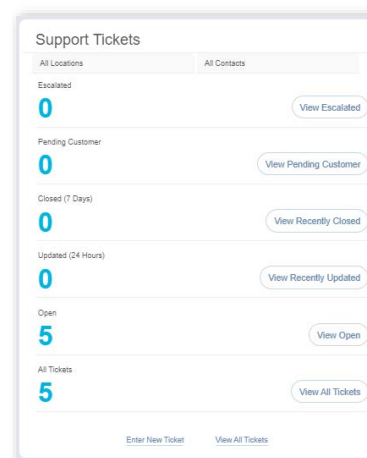 Support Tickets
All Locations All Contacts
Escalated
0 View Escalated
Pending Customer
0 View Pending Customer
Closed (7 Days)
0 View Recently Closed
Updated (24 Hours)
0 View Recently Updated
Open
5 View Open
All Tickets
5 View All Tickets
Enter New Ticket View All Tickets